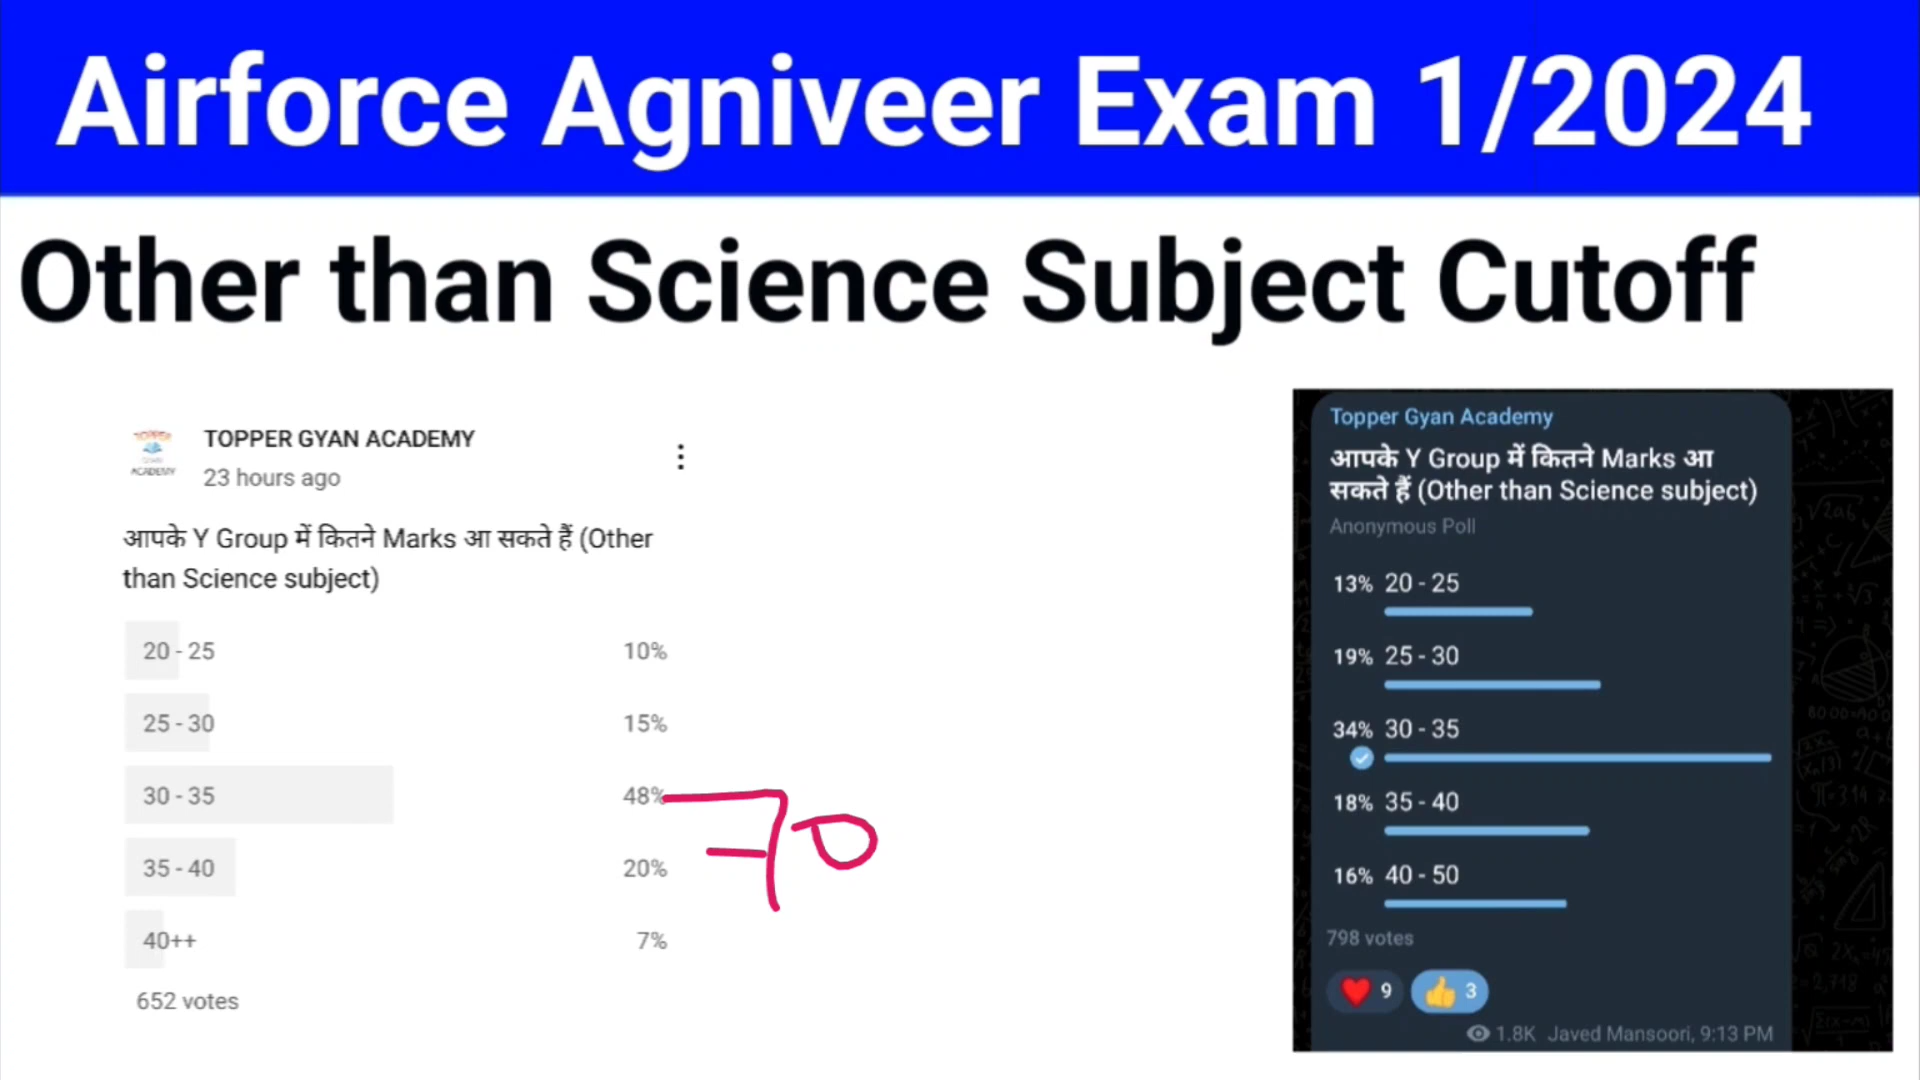 Airforce Agniveer Exam 1/2024
Other than Science Subject Cutoff
TOPPER GYAN ACADEMY
23 hours ago
आपके Y Group में कितने Marks आ सकते हैं (Other
than Science subject)
20 - 25 10%
25 - 30 15%
30 - 35 48%
35 - 40 20%
40++ 7%
652 votes
70
Topper Gyan Academy
आपके Y Group में कितने Marks आ
सकते हैं (Other than Science subject)
Anonymous Poll
13% 20 - 25
19% 25 - 30
34% 30 - 35
18% 35 - 40
16% 40 - 50
798 votes
9 3
1.8K Javed Mansoori, 9:13 PM